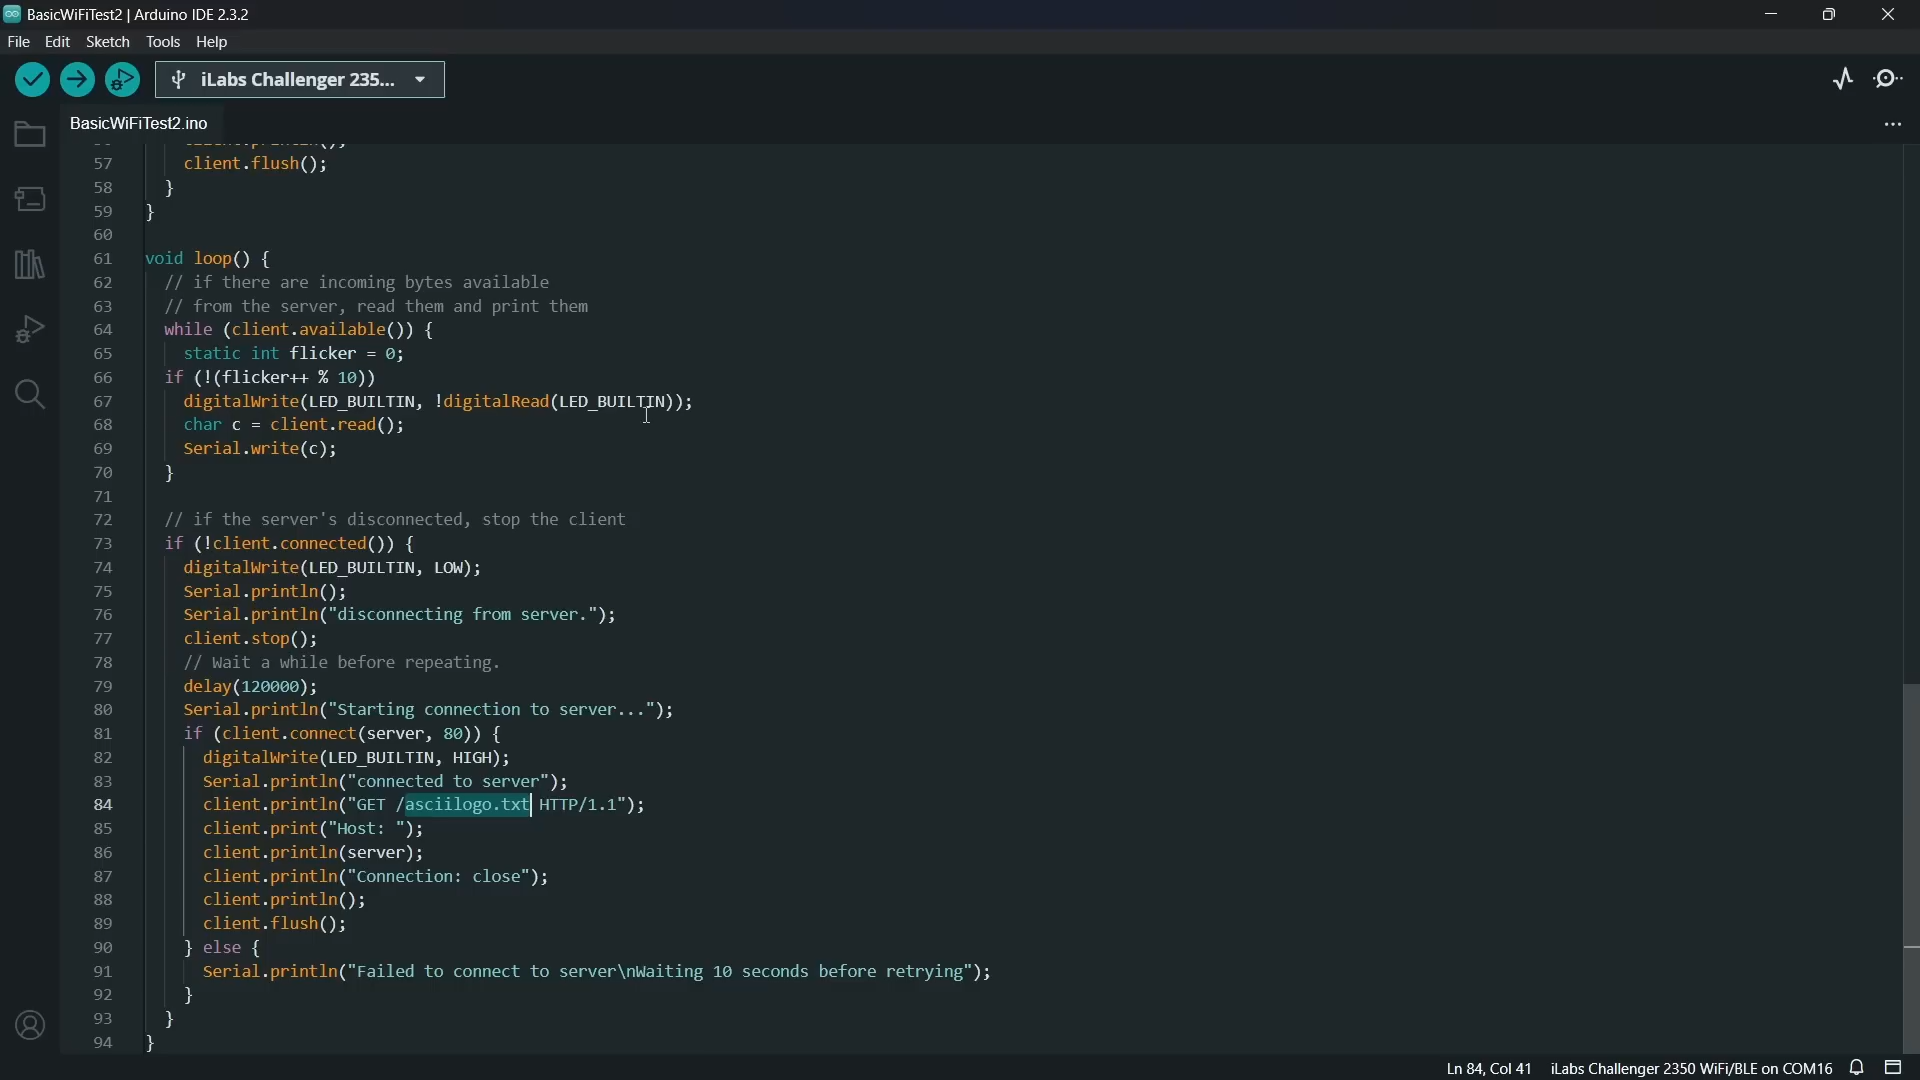 BasicWiFiTest2 | Arduino IDE 2.3.2
File Edit Sketch Tools Help
iLabs Challenger 235...
BasicWiFiTest2.ino
57 client.flush();
58 }
59 }
60
61 void loop() {
62 // if there are incoming bytes available
63 // from the server, read them and print them
64 while (client.available()) {
65 static int flicker = 0;
66 if (!(flicker++ % 10))
67 digitalWrite(LED_BUILTIN, !digitalRead(LED_BUILTIN));
68 char c = client.read();
69 Serial.write(c);
70 }
71
72 // if the server's disconnected, stop the client
73 if (!client.connected()) {
74 digitalWrite(LED_BUILTIN, LOW);
75 Serial.println();
76 Serial.println("disconnecting from server.");
77 client.stop();
78 // Wait a while before repeating.
79 delay(120000);
80 Serial.println("Starting connection to server...");
81 if (client.connect(server, 80)) {
82 digitalWrite(LED_BUILTIN, HIGH);
83 Serial.println("connected to server");
84 client.println("GET /asciilogo.txt HTTP/1.1");
85 client.print("Host: ");
86 client.println(server);
87 client.println("Connection: close");
88 client.println();
89 client.flush();
90 } else {
91 Serial.println("Failed to connect to server\nWaiting 10 seconds before retrying");
92 }
93 }
94 }
Ln 84, Col 41 iLabs Challenger 2350 WiFi/BLE on COM16